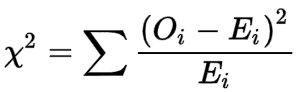 χ² = ∑ (Oᵢ − Eᵢ)² / Eᵢ